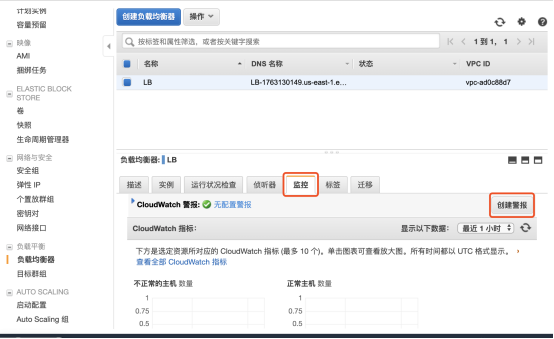 计划实例
容量预留
映像
AMI
捆绑任务
ELASTIC BLOCK
STORE
卷
快照
生命周期管理器
网络与安全
安全组
弹性 IP
个置放群组
密钥对
网络接口
负载平衡
负载均衡器
目标群组
AUTO SCALING
启动配置
Auto Scaling 组
创建负载均衡器 操作
按标签和属性筛选，或者按关键字搜索 1 到 1， 1
名称 DNS 名称 状态 VPC ID
LB LB-1763130149.us-east-1.e... vpc-ad0c88d7
负载均衡器: LB
描述 实例 运行状况检查 侦听器 监控 标签 迁移
CloudWatch 警报: 无配置警报 创建警报
CloudWatch 指标: 显示以下数据: 最近 1 小时
下方是选定资源所对应的 CloudWatch 指标 (最多 10 个)。单击图表可查看放大图。所有时间都以 UTC 格式显示。
查看全部 CloudWatch 指标
不正常的主机 数量 正常主机 数量
1 1
0.75 0.75
0.5 0.5